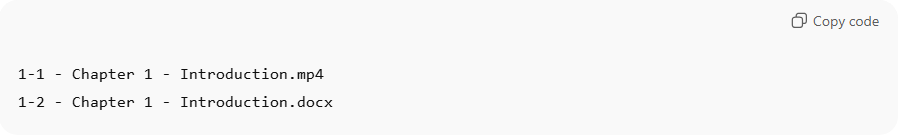 Copy code
1-1 - Chapter 1 - Introduction.mp4
1-2 - Chapter 1 - Introduction.docx